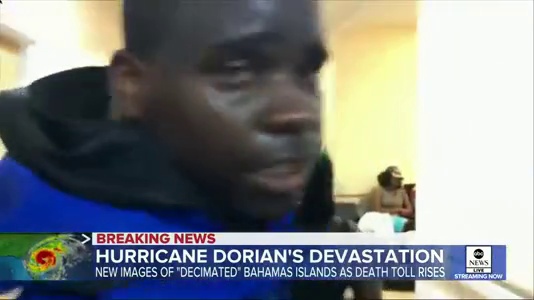 BREAKING NEWS
HURRICANE DORIAN'S DEVASTATION
NEW IMAGES OF "DECIMATED" BAHAMAS ISLANDS AS DEATH TOLL RISES
abc
NEWS
LIVE
STREAMING NOW